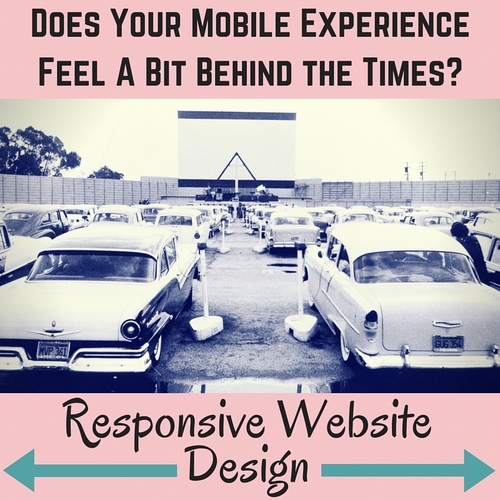 Does Your Mobile Experience
Feel A Bit Behind the Times?
Responsive Website
Design